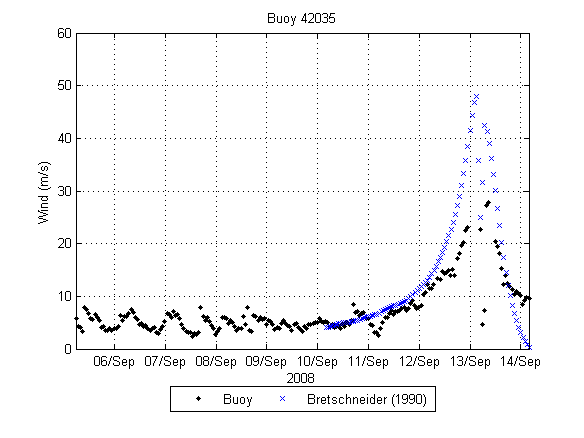 Buoy 42035
60
50
40
30
20
10
0
Wind (m/s)
06/Sep 07/Sep 08/Sep 09/Sep 10/Sep 11/Sep 12/Sep 13/Sep 14/Sep
2008
Buoy Bretschneider (1990)